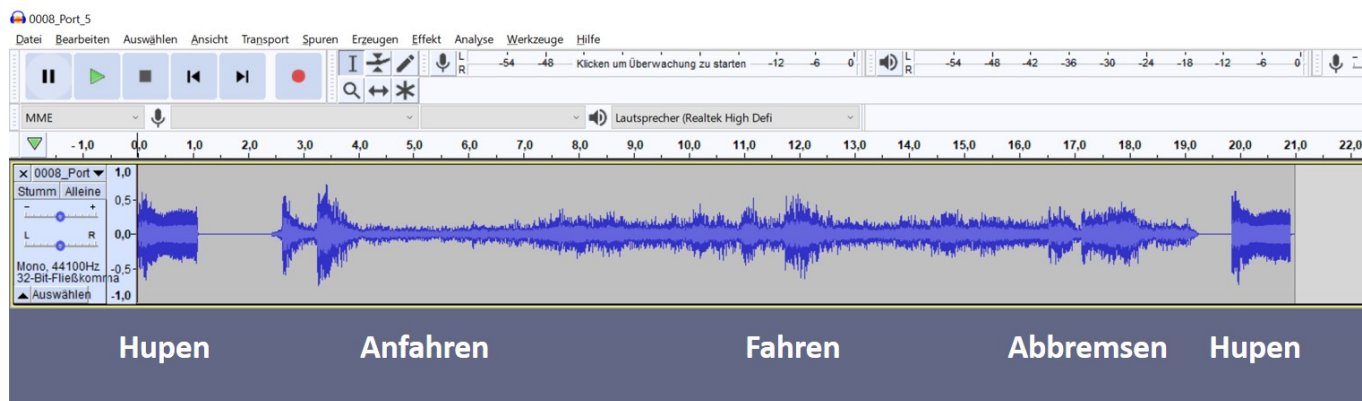 0008_Port_5
Datei Bearbeiten Auswählen Ansicht Transport Spuren Erzeugen Effekt Analyse Werkzeuge Hilfe
L R -54 -48 Klicken um Überwachung zu starten -12 -6 0 L R -54 -48 -42 -36 -30 -24 -18 -12 -6 0
MME Lautsprecher (Realtek High Defi
- 1,0 0,0 1,0 2,0 3,0 4,0 5,0 6,0 7,0 8,0 9,0 10,0 11,0 12,0 13,0 14,0 15,0 16,0 17,0 18,0 19,0 20,0 21,0 22,0
x 0008_Port 1,0
Stumm Alleine
- + 0,5
L R 0,0
Mono, 44100Hz -0,5
32-Bit-Fließkomma
Auswählen -1,0
Hupen Anfahren Fahren Abbremsen Hupen